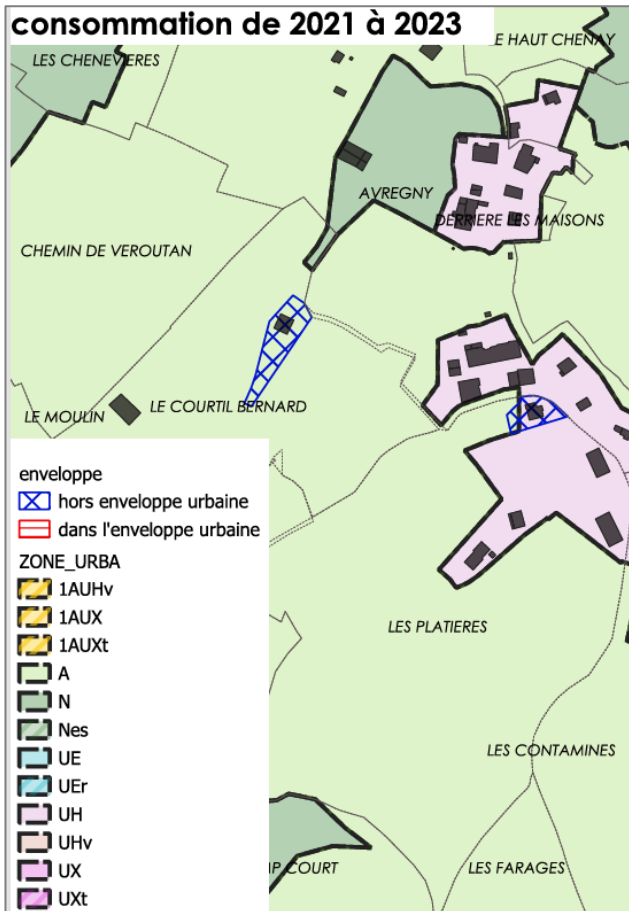 consommation de 2021 à 2023
LE HAUT CHENAY
LES CHENEVIERES
AVREGNY
DERRIERE LES MAISONS
CHEMIN DE VEROUTAN
LE COURTIL BERNARD
LE MOULIN
enveloppe
hors enveloppe urbaine
dans l'enveloppe urbaine
ZONE_URBA
1AUHv
1AUX
1AUXt
A
N
Nes
UE
UEr
UH
UHv
UX
UXt
LES PLATIERES
LES CONTAMINES
COURT
LES FARAGES